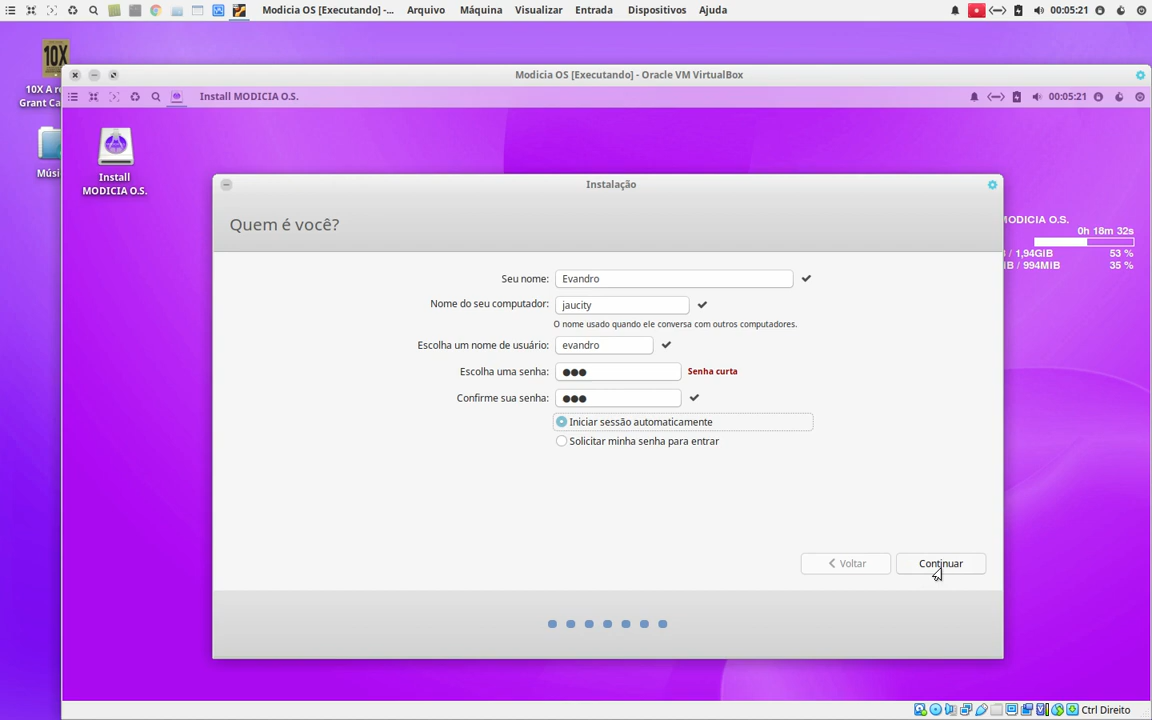 Modicia OS [Executando] -... Arquivo Máquina Visualizar Entrada Dispositivos Ajuda 00:05:21
10X
10X A r
Grant Ca
Músi
Modicia OS [Executando] - Oracle VM VirtualBox
Install MODICIA O.S. 00:05:21
Install
MODICIA O.S.
MODICIA O.S.
0h 18m 32s
/ 1,94GIB 53 %
IB / 994MIB 35 %
Instalação
Quem é você?
Seu nome: Evandro
Nome do seu computador: jaucity
O nome usado quando ele conversa com outros computadores.
Escolha um nome de usuário: evandro
Escolha uma senha: ●●● Senha curta
Confirme sua senha: ●●●
Iniciar sessão automaticamente
Solicitar minha senha para entrar
Voltar Continuar
Ctrl Direito